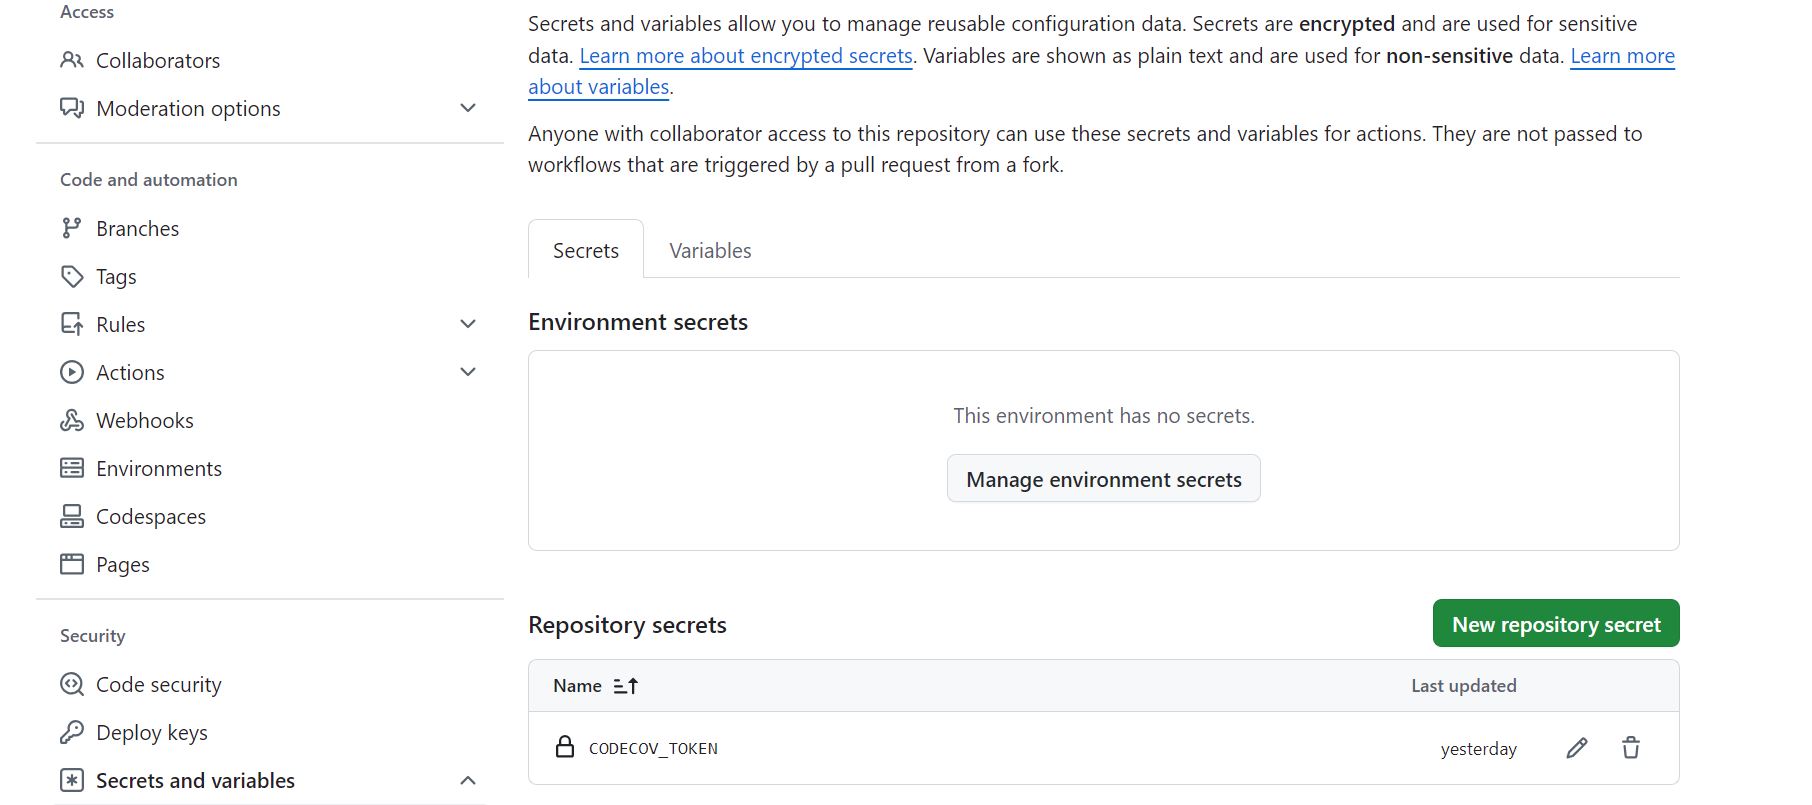 Access
Collaborators
Moderation options
Code and automation
Branches
Tags
Rules
Actions
Webhooks
Environments
Codespaces
Pages
Security
Code security
Deploy keys
Secrets and variables
Secrets and variables allow you to manage reusable configuration data. Secrets are encrypted and are used for sensitive
data. Learn more about encrypted secrets. Variables are shown as plain text and are used for non-sensitive data. Learn more
about variables.
Anyone with collaborator access to this repository can use these secrets and variables for actions. They are not passed to
workflows that are triggered by a pull request from a fork.
Secrets Variables
Environment secrets
This environment has no secrets.
Manage environment secrets
Repository secrets New repository secret
Name Last updated
CODECOV_TOKEN yesterday